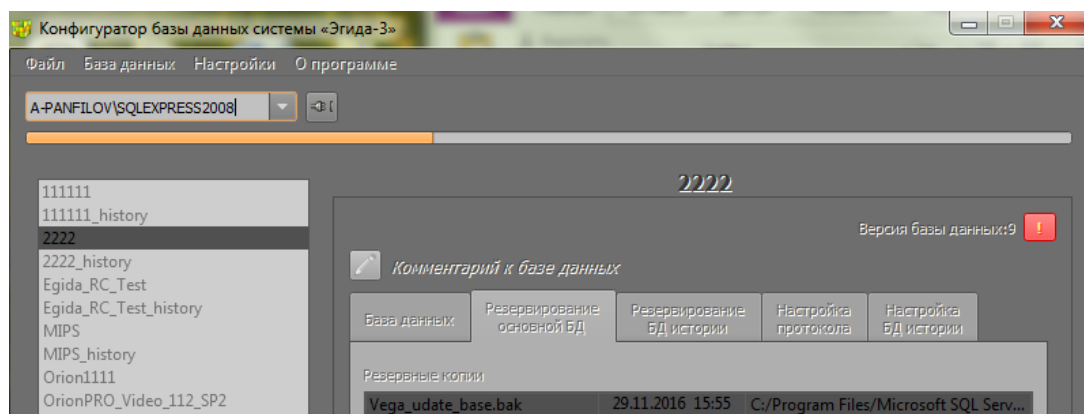 Конфигуратор базы данных системы «Эгида-3»
Файл База данных Настройки О программе
A-PANFILOV\SQLEXPRESS2008
2222
111111
111111_history
2222
2222_history
Egida_RC_Test
Egida_RC_Test_history
MIPS
MIPS_history
Orion1111
OrionPRO_Video_112_SP2
Версия базы данных:9
Комментарий к базе данных
База данных
Резервирование
основной БД
Резервирование
БД истории
Настройка
протокола
Настройка
БД истории
Резервные копии
Vega_udate_base.bak 29.11.2016 15:55 C:/Program Files/Microsoft SQL Serv...